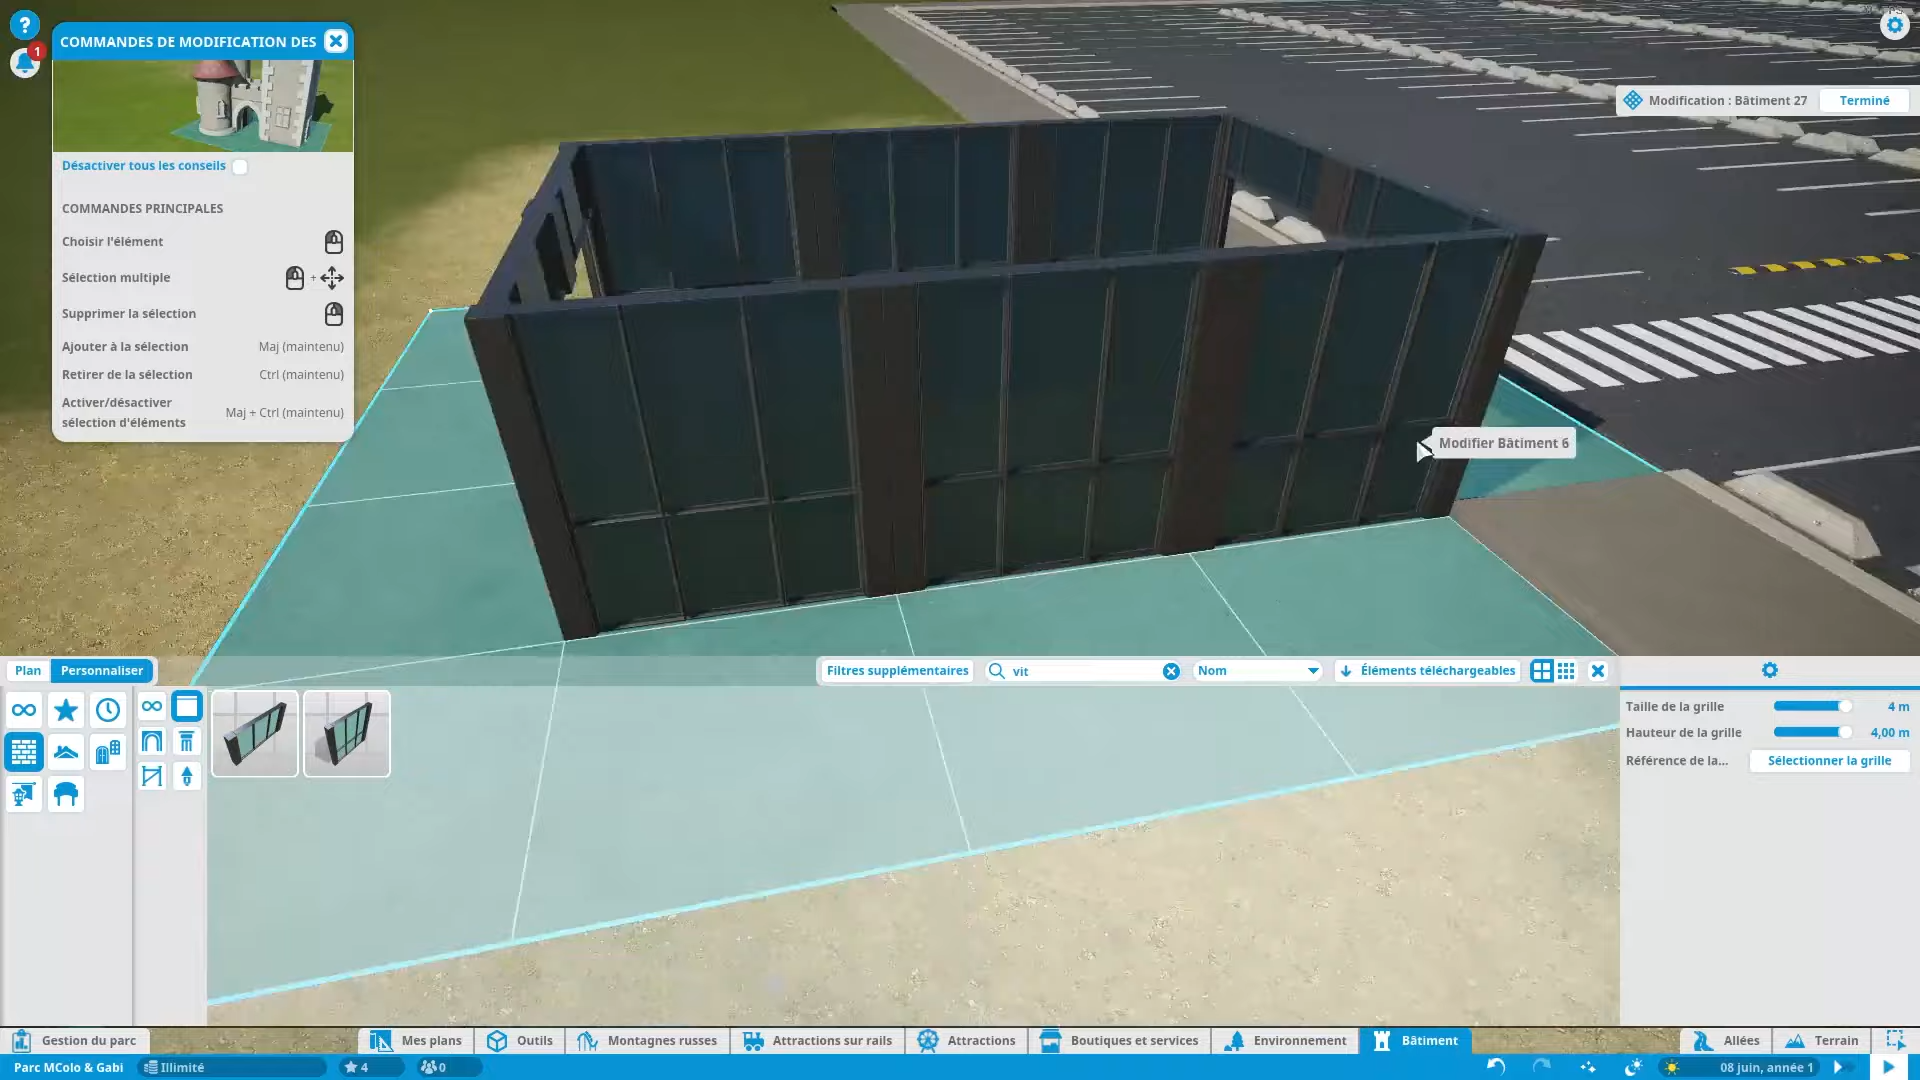 ?
1
COMMANDES DE MODIFICATION DES
Désactiver tous les conseils
COMMANDES PRINCIPALES
Choisir l'élément
Sélection multiple
+
Supprimer la sélection
Ajouter à la sélection Maj (maintenu)
Retirer de la sélection Ctrl (maintenu)
Activer/désactiver
sélection d'éléments Maj + Ctrl (maintenu)
Modification : Bâtiment 27 Terminé
Modifier Bâtiment 6
Plan Personnaliser
Filtres supplémentaires vit Nom Éléments téléchargeables
Taille de la grille 4 m
Hauteur de la grille 4,00 m
Référence de la... Sélectionner la grille
Gestion du parc Mes plans Outils Montagnes russes Attractions sur rails Attractions Boutiques et services Environnement Bâtiment Allées Terrain
Parc MColo & Gabi Illimité 4 0 08 juin, année 1